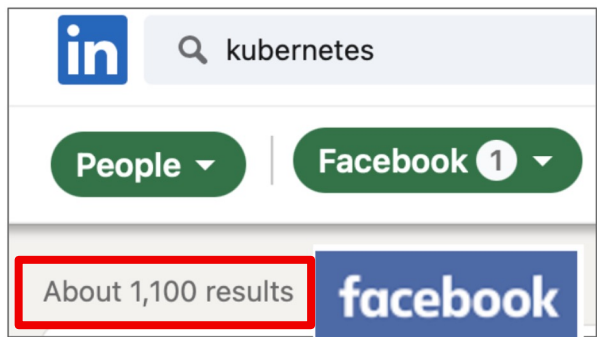 in kubernetes
People Facebook 1
About 1,100 results
facebook